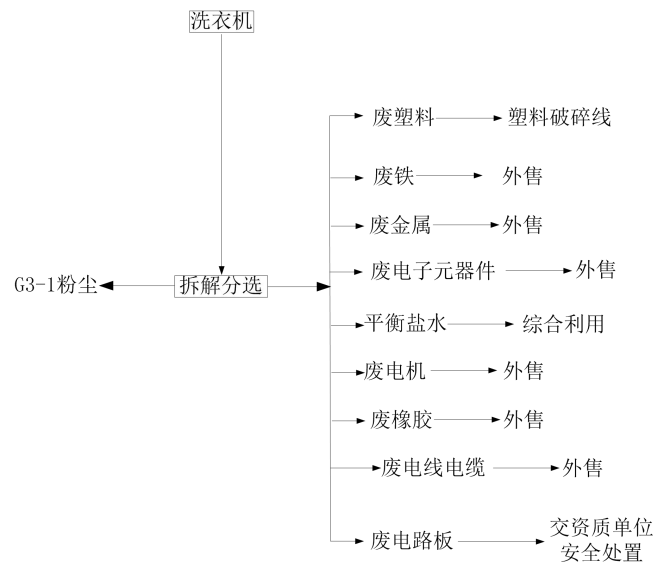 洗衣机
废塑料 塑料破碎线
废铁 外售
废金属 外售
废电子元器件 外售
G3-1粉尘 拆解分选
平衡盐水 综合利用
废电机 外售
废橡胶 外售
废电线电缆 外售
废电路板 交资质单位
安全处置